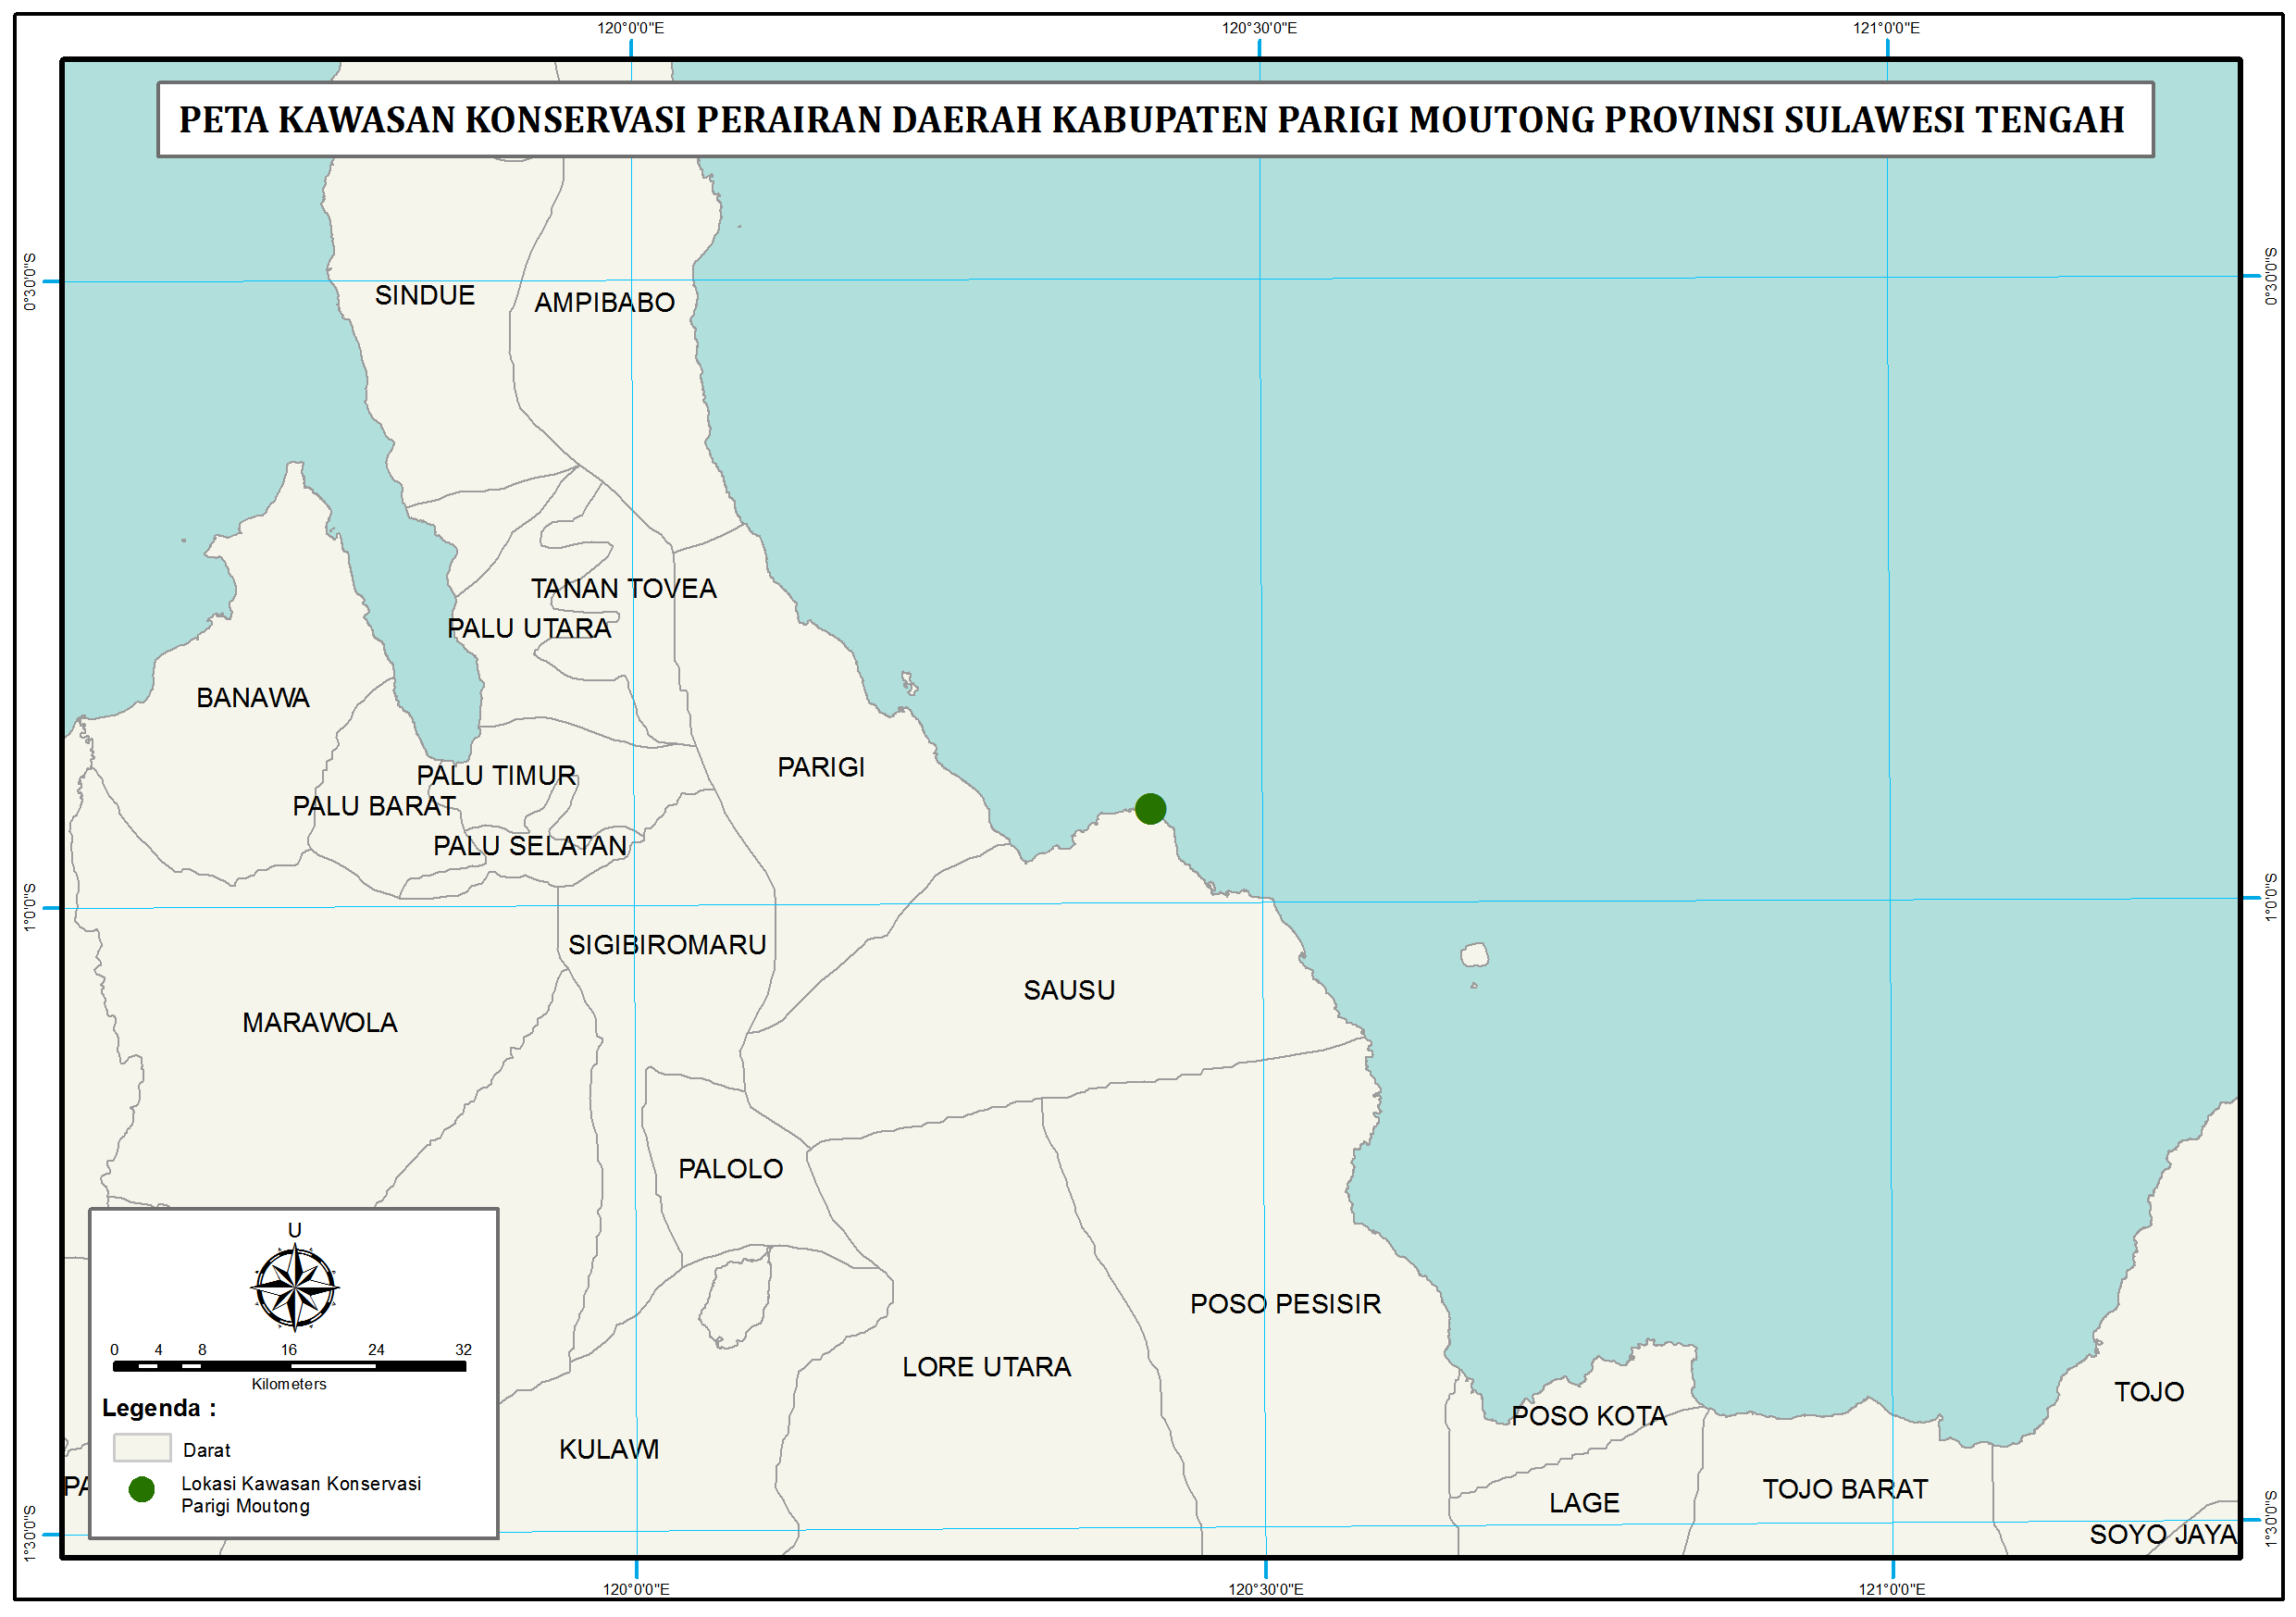 120°0'0"E
120°30'0"E
121°0'0"E
PETA KAWASAN KONSERVASI PERAIRAN DAERAH KABUPATEN PARIGI MOUTONG PROVINSI SULAWESI TENGAH
0°30'0"S
0°30'0"S
SINDUE
AMPIBABO
TANAN TOVEA
PALU UTARA
BANAWA
PARIGI
PALU TIMUR
PALU BARAT
PALU SELATAN
1°0'0"S
1°0'0"S
SIGIBIROMARU
SAUSU
MARAWOLA
PALOLO
POSO PESISIR
LORE UTARA
TOJO
POSO KOTA
KULAWI
TOJO BARAT
LAGE
PA
SOYO JAYA
U
0 4 8 16 24 32
Kilometers
Legenda :
Darat
Lokasi Kawasan Konservasi
Parigi Moutong
1°30'0"S
1°30'0"S
120°0'0"E
120°30'0"E
121°0'0"E